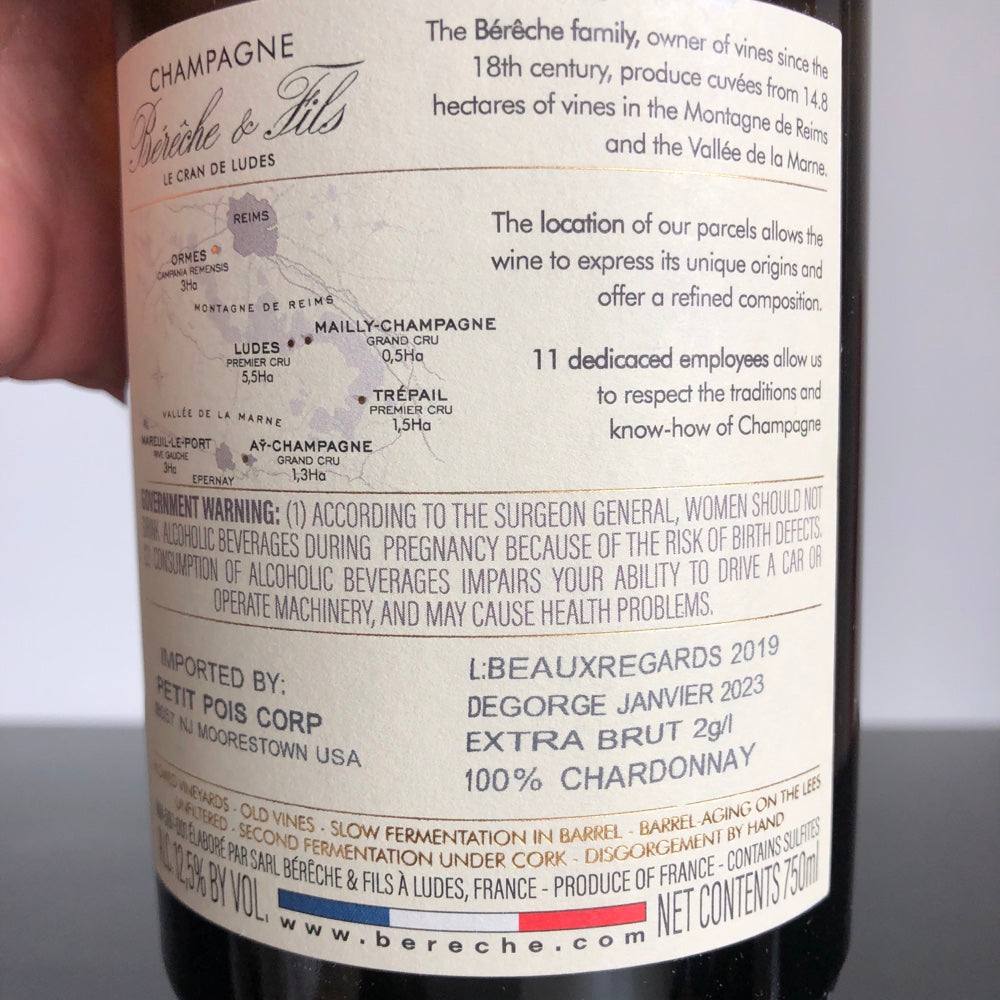 CHAMPAGNE
Bérêche & Fils
LE CRAN DE LUDES
The Bérêche family, owner of vines since the
18th century, produce cuvées from 14.8
hectares of vines in the Montagne de Reims
and the Vallée de la Marne.
REIMS
ORMES
CAMPANIA REMENSIS
3Ha
MONTAGNE DE REIMS
MAILLY-CHAMPAGNE
GRAND CRU
0,5Ha
LUDES
PREMIER CRU
5,5Ha
TRÉPAIL
PREMIER CRU
1,5Ha
VALLÉE DE LA MARNE
MAREUIL-LE-PORT
RIVE GAUCHE
3Ha
AŸ-CHAMPAGNE
GRAND CRU
1,3Ha
EPERNAY
The location of our parcels allows the
wine to express its unique origins and
offer a refined composition.
11 dedicaced employees allow us
to respect the traditions and
know-how of Champagne
GOVERNMENT WARNING: (1) ACCORDING TO THE SURGEON GENERAL, WOMEN SHOULD NOT
DRINK ALCOHOLIC BEVERAGES DURING PREGNANCY BECAUSE OF THE RISK OF BIRTH DEFECTS.
(2) CONSUMPTION OF ALCOHOLIC BEVERAGES IMPAIRS YOUR ABILITY TO DRIVE A CAR OR
OPERATE MACHINERY, AND MAY CAUSE HEALTH PROBLEMS.
IMPORTED BY:
PETIT POIS CORP
NJ MOORESTOWN USA
L:BEAUXREGARDS 2019
DEGORGE JANVIER 2023
EXTRA BRUT 2g/l
100% CHARDONNAY
VINEYARDS - OLD VINES - SLOW FERMENTATION IN BARREL - BARREL-AGING ON THE LEES
UNFILTERED - SECOND FERMENTATION UNDER CORK - DISGORGEMENT BY HAND
ÉLABORÉ PAR SARL BÉRÊCHE & FILS À LUDES, FRANCE - PRODUCE OF FRANCE - CONTAINS SULFITES
ALC. 12,5% BY VOL.
NET CONTENTS 750ml
www.bereche.com